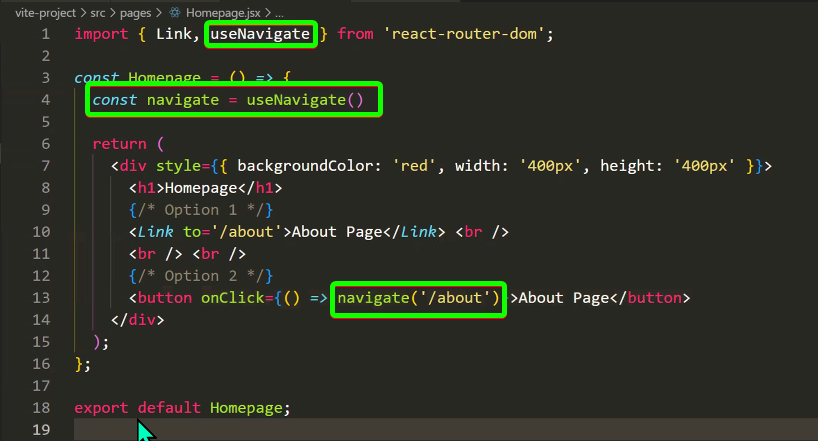 vite-project > src > pages > Homepage.jsx > ...
1 import { Link, useNavigate } from 'react-router-dom';
2
3 const Homepage = () => {
4 const navigate = useNavigate()
5
6 return (
7 <div style={{ backgroundColor: 'red', width: '400px', height: '400px' }}>
8 <h1>Homepage</h1>
9 {/* Option 1 */}
10 <Link to='/about'>About Page</Link> <br />
11 <br /> <br />
12 {/* Option 2 */}
13 <button onClick={() => navigate('/about') >About Page</button>
14 </div>
15 );
16 };
17
18 export default Homepage;
19